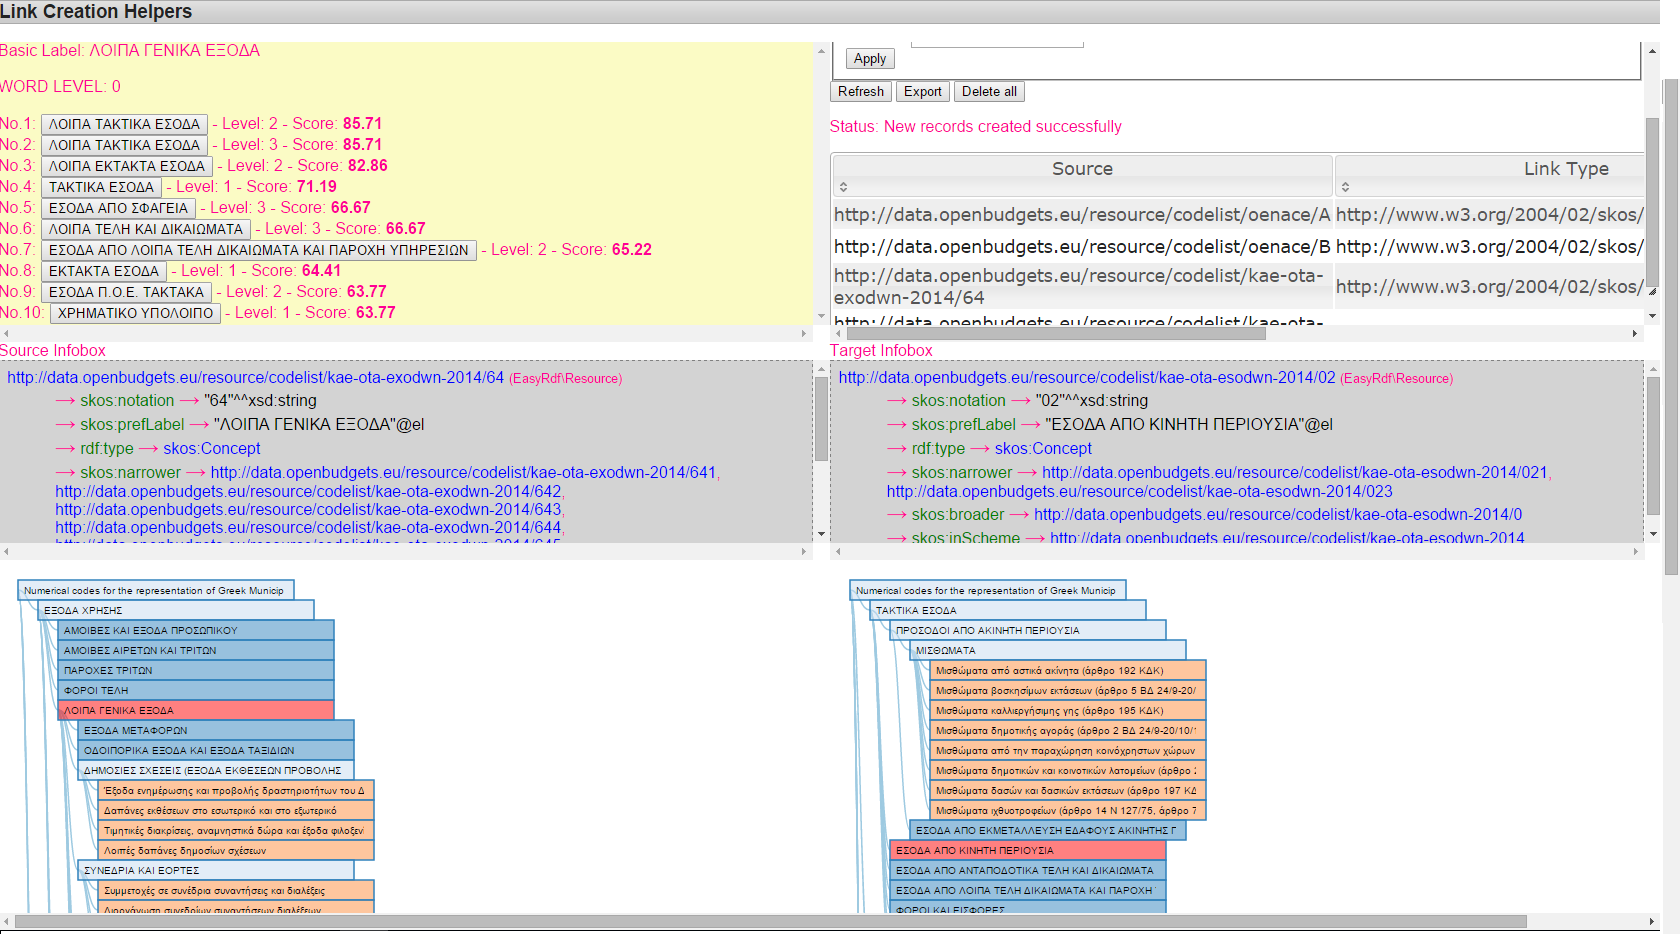 Link Creation Helpers
Basic Label: ΛΟΙΠΑ ΓΕΝΙΚΑ ΕΞΟΔΑ
WORD LEVEL: 0
No.1: ΛΟΙΠΑ ΤΑΚΤΙΚΑ ΕΣΟΔΑ - Level: 2 - Score: 85.71
No.2: ΛΟΙΠΑ ΤΑΚΤΙΚΑ ΕΣΟΔΑ - Level: 3 - Score: 85.71
No.3: ΛΟΙΠΑ ΕΚΤΑΚΤΑ ΕΣΟΔΑ - Level: 2 - Score: 82.86
No.4: ΤΑΚΤΙΚΑ ΕΣΟΔΑ - Level: 1 - Score: 71.19
No.5: ΕΣΟΔΑ ΑΠΟ ΣΦΑΓΕΙΑ - Level: 3 - Score: 66.67
No.6: ΛΟΙΠΑ ΤΕΛΗ ΚΑΙ ΔΙΚΑΙΩΜΑΤΑ - Level: 3 - Score: 66.67
No.7: ΕΣΟΔΑ ΑΠΟ ΛΟΙΠΑ ΤΕΛΗ ΔΙΚΑΙΩΜΑΤΑ ΚΑΙ ΠΑΡΟΧΗ ΥΠΗΡΕΣΙΩΝ - Level: 2 - Score: 65.22
No.8: ΕΚΤΑΚΤΑ ΕΣΟΔΑ - Level: 1 - Score: 64.41
No.9: ΕΣΟΔΑ Π.Ο.Ε. ΤΑΚΤΑΚΑ - Level: 2 - Score: 63.77
No.10: ΧΡΗΜΑΤΙΚΟ ΥΠΟΛΟΙΠΟ - Level: 1 - Score: 63.77
Apply
Refresh Export Delete all
Status: New records created successfully
Source Link Type
http://data.openbudgets.eu/resource/codelist/oenace/A http://www.w3.org/2004/02/skos/
http://data.openbudgets.eu/resource/codelist/oenace/B http://www.w3.org/2004/02/skos/
http://data.openbudgets.eu/resource/codelist/kae-ota-
exodwn-2014/64 http://www.w3.org/2004/02/skos/
http://data.openbudgets.eu/resource/codelist/kae-ota-
Source Infobox
http://data.openbudgets.eu/resource/codelist/kae-ota-exodwn-2014/64 (EasyRdf\Resource)
→ skos:notation → "64"^^xsd:string
→ skos:prefLabel → "ΛΟΙΠΑ ΓΕΝΙΚΑ ΕΞΟΔΑ"@el
→ rdf:type → skos:Concept
→ skos:narrower → http://data.openbudgets.eu/resource/codelist/kae-ota-exodwn-2014/641,
http://data.openbudgets.eu/resource/codelist/kae-ota-exodwn-2014/642,
http://data.openbudgets.eu/resource/codelist/kae-ota-exodwn-2014/643,
http://data.openbudgets.eu/resource/codelist/kae-ota-exodwn-2014/644,
http://data.openbudgets.eu/resource/codelist/kae-ota-exodwn-2014/645,
Target Infobox
http://data.openbudgets.eu/resource/codelist/kae-ota-esodwn-2014/02 (EasyRdf\Resource)
→ skos:notation → "02"^^xsd:string
→ skos:prefLabel → "ΕΣΟΔΑ ΑΠΟ ΚΙΝΗΤΗ ΠΕΡΙΟΥΣΙΑ"@el
→ rdf:type → skos:Concept
→ skos:narrower → http://data.openbudgets.eu/resource/codelist/kae-ota-esodwn-2014/021,
http://data.openbudgets.eu/resource/codelist/kae-ota-esodwn-2014/023
→ skos:broader → http://data.openbudgets.eu/resource/codelist/kae-ota-esodwn-2014/0
→ skos:inScheme → http://data.openbudgets.eu/resource/codelist/kae-ota-esodwn-2014
Numerical codes for the representation of Greek Municip
ΕΞΟΔΑ ΧΡΗΣΗΣ
ΑΜΟΙΒΕΣ ΚΑΙ ΕΞΟΔΑ ΠΡΟΣΩΠΙΚΟΥ
ΑΜΟΙΒΕΣ ΑΙΡΕΤΩΝ ΚΑΙ ΤΡΙΤΩΝ
ΠΑΡΟΧΕΣ ΤΡΙΤΩΝ
ΦΟΡΟΙ ΤΕΛΗ
ΛΟΙΠΑ ΓΕΝΙΚΑ ΕΞΟΔΑ
ΕΞΟΔΑ ΜΕΤΑΦΟΡΩΝ
ΟΔΟΙΠΟΡΙΚΑ ΕΞΟΔΑ ΚΑΙ ΕΞΟΔΑ ΤΑΞΙΔΙΩΝ
ΔΗΜΟΣΙΕΣ ΣΧΕΣΕΙΣ (ΕΞΟΔΑ ΕΚΘΕΣΕΩΝ ΠΡΟΒΟΛΗΣ
Έξοδα ενημέρωσης και προβολής δραστηριοτήτων του Δ
Δαπάνες εκθέσεων στο εσωτερικό και στο εξωτερικό
Τιμητικές διακρίσεις, αναμνηστικά δώρα και έξοδα φιλοξενί
Λοιπές δαπάνες δημοσίων σχέσεων
ΣΥΝΕΔΡΙΑ ΚΑΙ ΕΟΡΤΕΣ
Συμμετοχές σε συνέδρια συναντήσεις και διαλέξεις
Διοργάνωση συνεδρίων συναντήσεων διαλέξεων
Numerical codes for the representation of Greek Municip
ΤΑΚΤΙΚΑ ΕΣΟΔΑ
ΠΡΟΣΟΔΟΙ ΑΠΟ ΑΚΙΝΗΤΗ ΠΕΡΙΟΥΣΙΑ
ΜΙΣΘΩΜΑΤΑ
Μισθώματα από αστικά ακίνητα (άρθρο 192 ΚΔΚ)
Μισθώματα βοσκησίμων εκτάσεων (άρθρο 5 ΒΔ 24/9-20/
Μισθώματα καλλιεργήσιμης γης (άρθρο 195 ΚΔΚ)
Μισθώματα δημοτικής αγοράς (άρθρο 2 ΒΔ 24/9-20/10/1
Μισθώματα από την παραχώρηση κοινόχρηστων χώρων
Μισθώματα δημοτικών και κοινοτικών λατομείων (άρθρο 2
Μισθώματα δασών και δασικών εκτάσεων (άρθρο 197 ΚΔ
Μισθώματα ιχθυοτροφείων (άρθρο 14 Ν 127/75, άρθρο 7
ΕΣΟΔΑ ΑΠΟ ΕΚΜΕΤΑΛΛΕΥΣΗ ΕΔΑΦΟΥΣ ΑΚΙΝΗΤΗΣ Γ
ΕΣΟΔΑ ΑΠΟ ΚΙΝΗΤΗ ΠΕΡΙΟΥΣΙΑ
ΕΣΟΔΑ ΑΠΟ ΑΝΤΑΠΟΔΟΤΙΚΑ ΤΕΛΗ ΚΑΙ ΔΙΚΑΙΩΜΑΤΑ
ΕΣΟΔΑ ΑΠΟ ΛΟΙΠΑ ΤΕΛΗ ΔΙΚΑΙΩΜΑΤΑ ΚΑΙ ΠΑΡΟΧΗ
ΦΟΡΟΙ ΚΑΙ ΕΙΣΦΟΡΕΣ